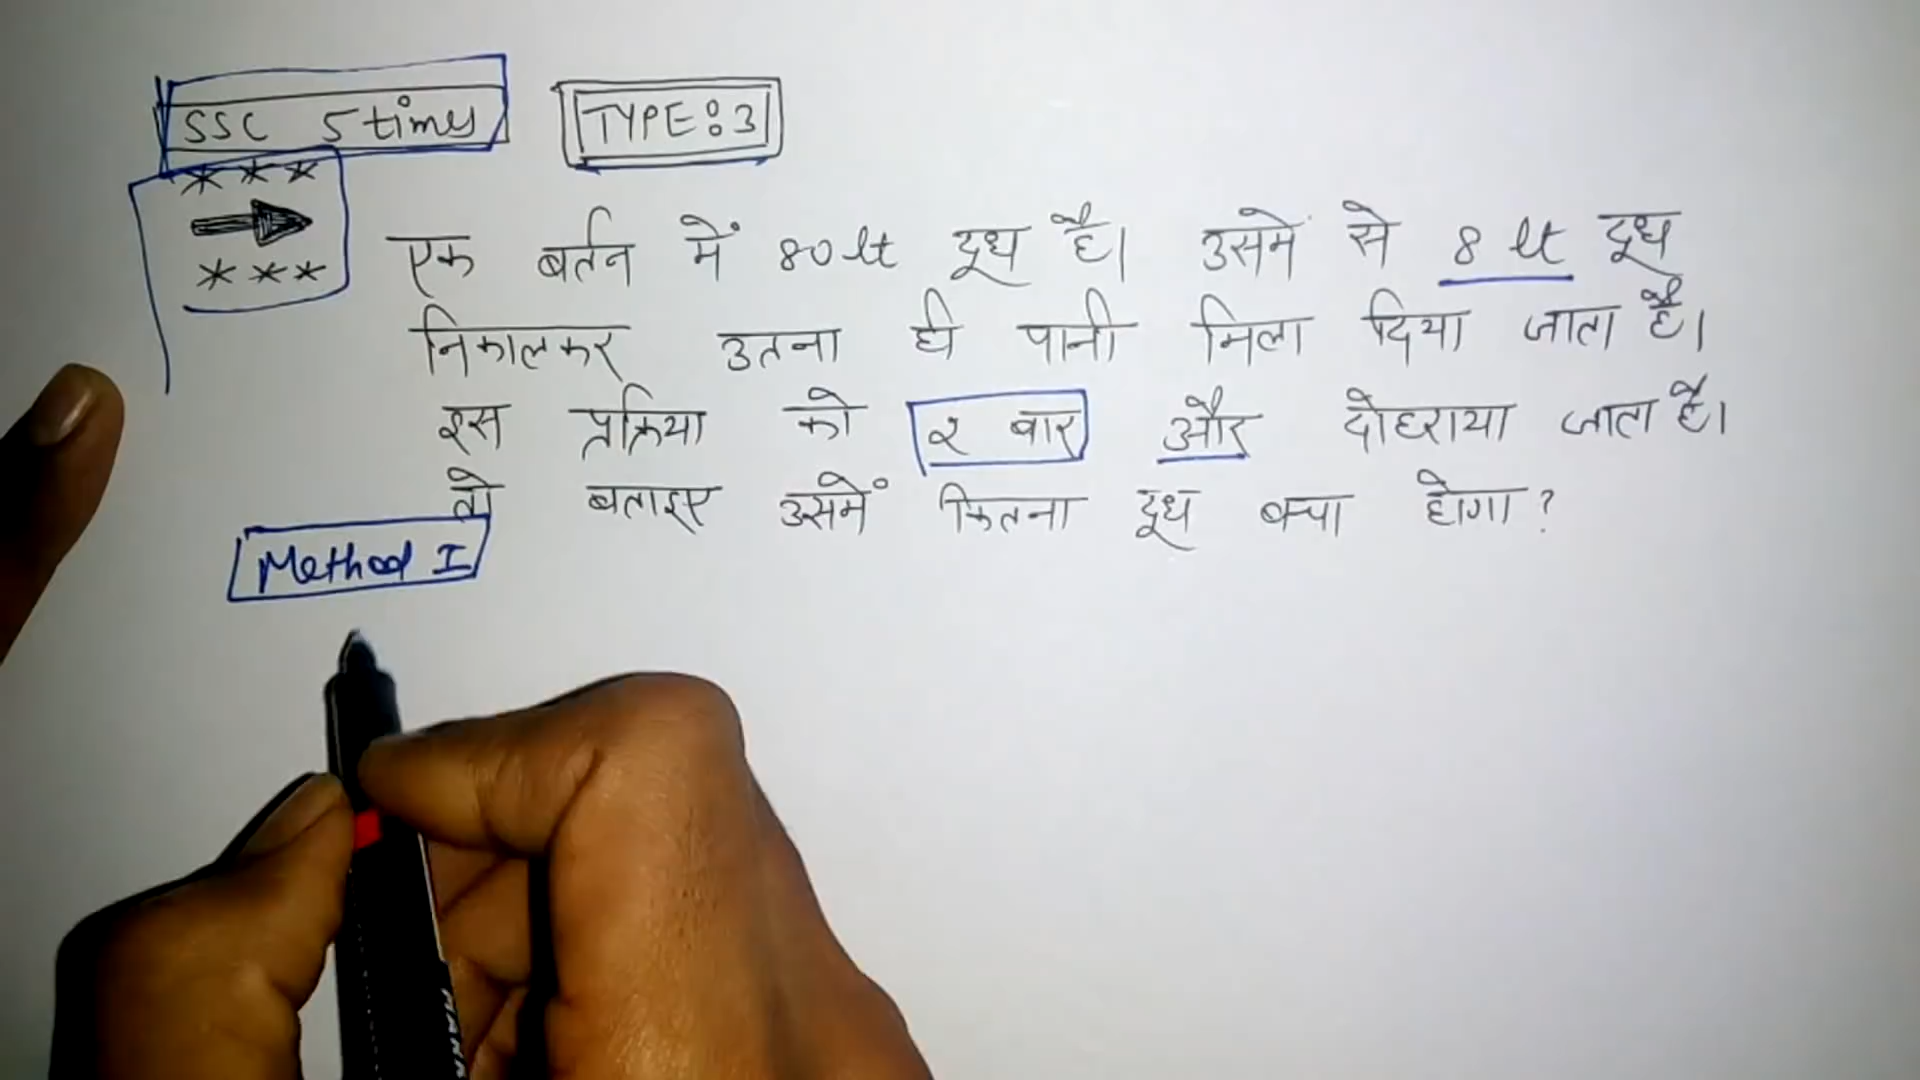 SSC 5 times
TYPE: 3
* * *
* * *
एक बर्तन में 80 lt दूध है। उसमें से 8 lt दूध
निकालकर उतना ही पानी मिला दिया जाता है।
इस प्रक्रिया को २ बार और दोहराया जाता है।
तो बताइए उसमें कितना दूध बचा होगा?
Method I